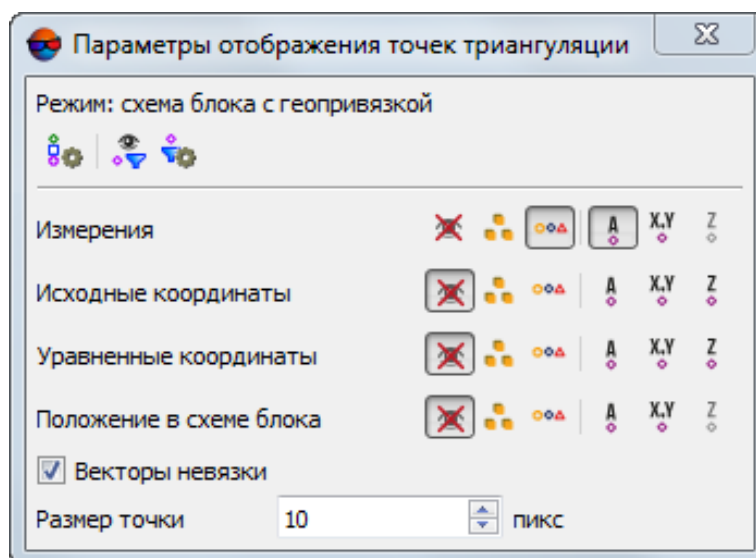 Параметры отображения точек триангуляции
Режим: схема блока с геопривязкой
Измерения A X,Y Z
Исходные координаты A X,Y Z
Уравненные координаты A X,Y Z
Положение в схеме блока A X,Y Z
Векторы невязки
Размер точки 10 пикс